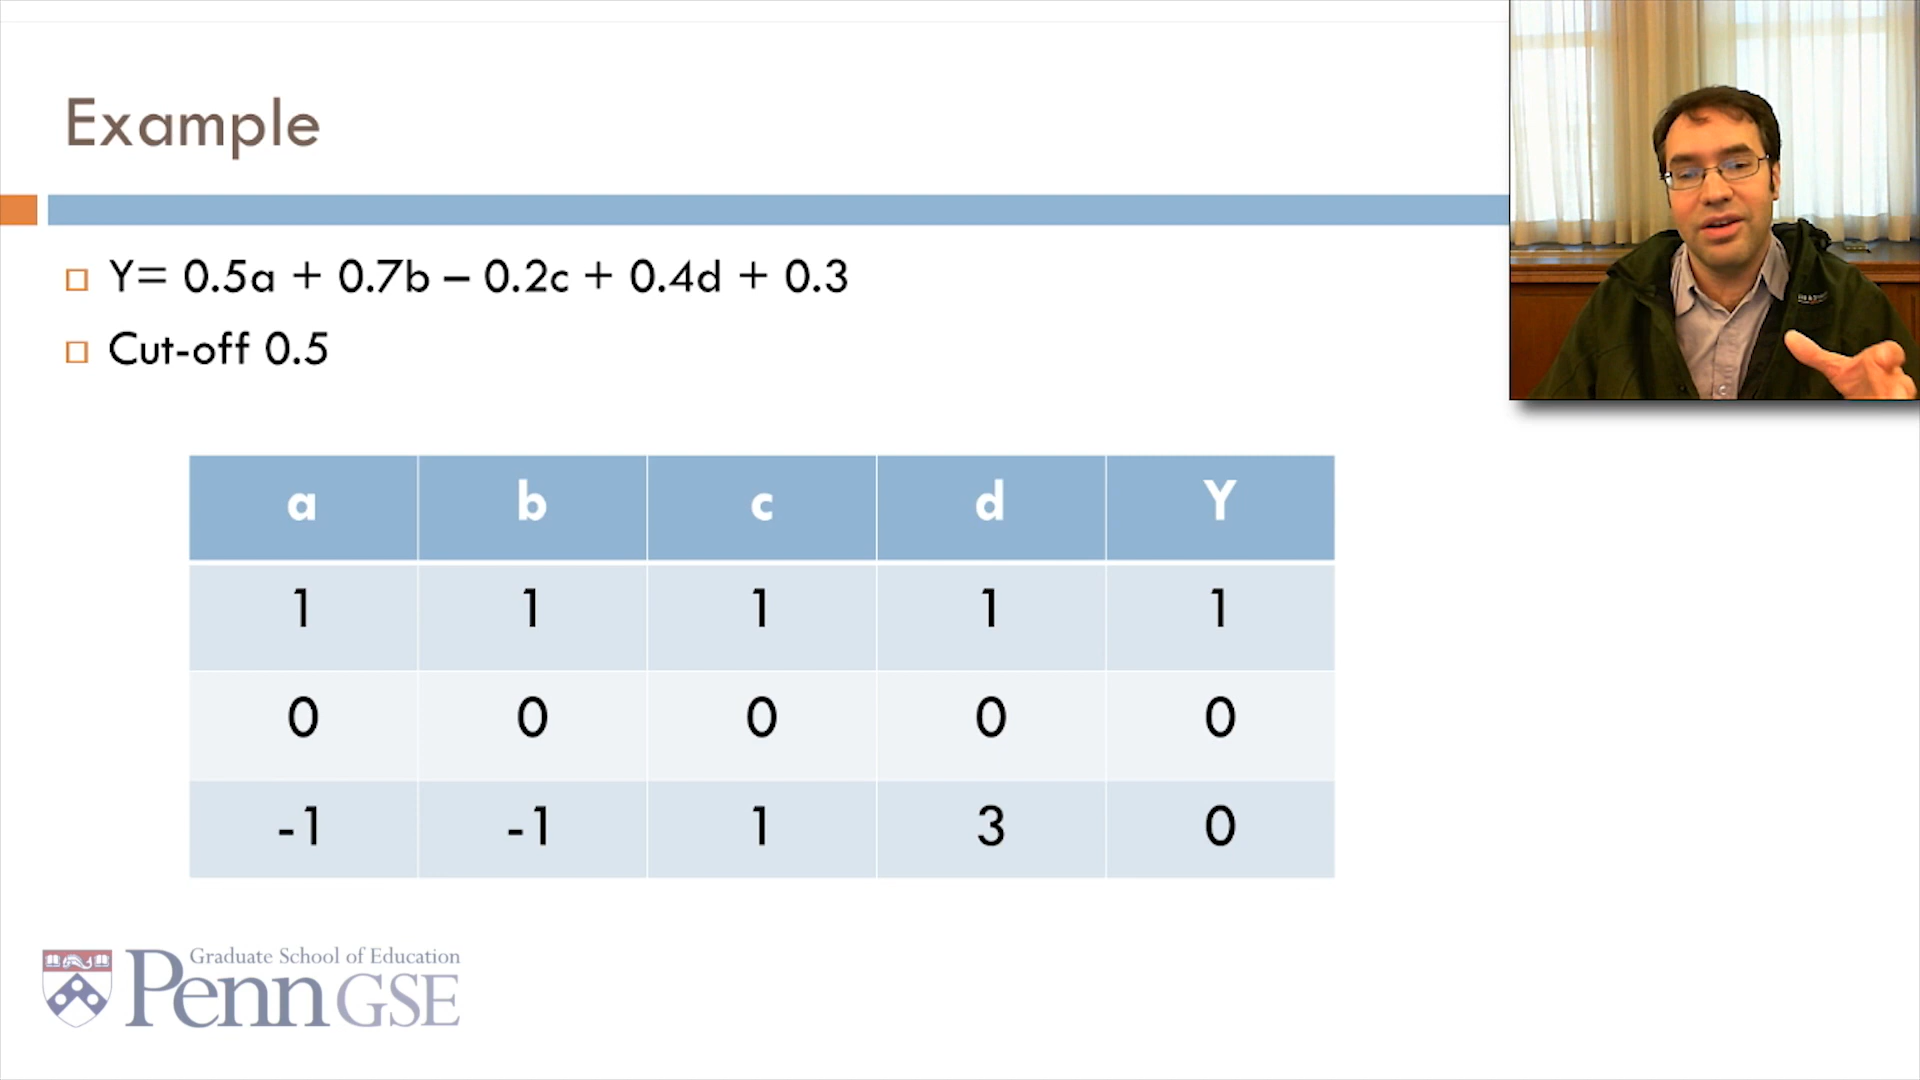 Example
Y= 0.5a + 0.7b – 0.2c + 0.4d + 0.3
Cut-off 0.5
a b c d Y
1 1 1 1 1
0 0 0 0 0
-1 -1 1 3 0
Graduate School of Education
Penn GSE